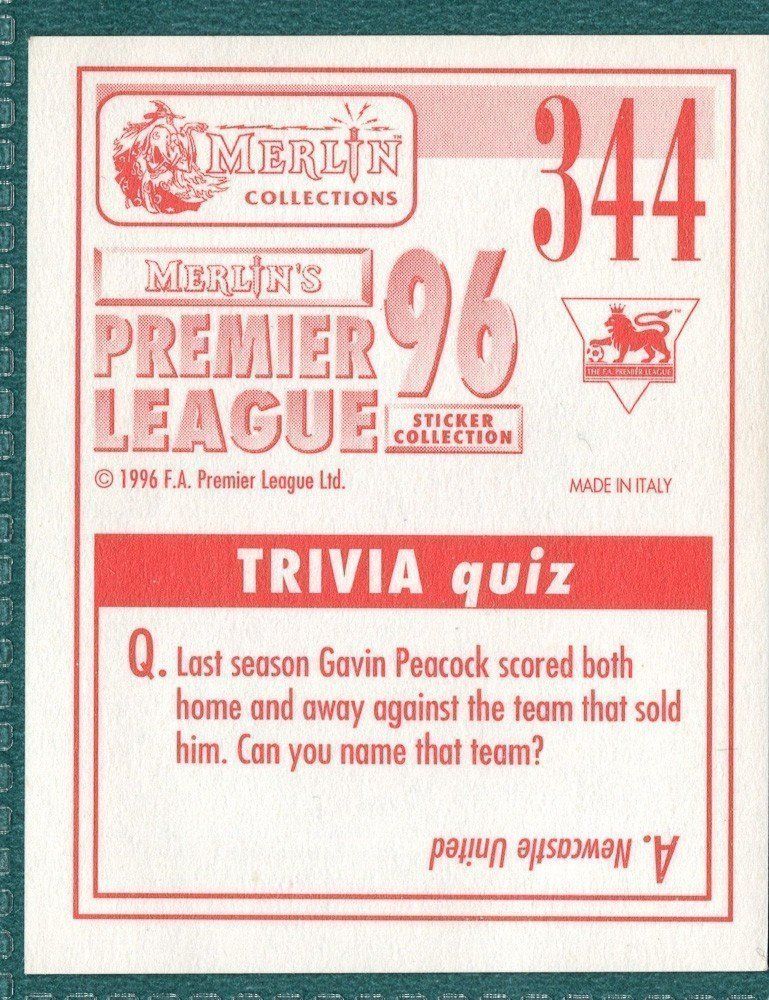 MERLIN™
COLLECTIONS
344
MERLIN'S
PREMIER
LEAGUE
96
STICKER
COLLECTION
™
THE F.A. PREMIER LEAGUE
© 1996 F.A. Premier League Ltd.
MADE IN ITALY
TRIVIA quiz
Q. Last season Gavin Peacock scored both
home and away against the team that sold
him. Can you name that team?
A. Newcastle United